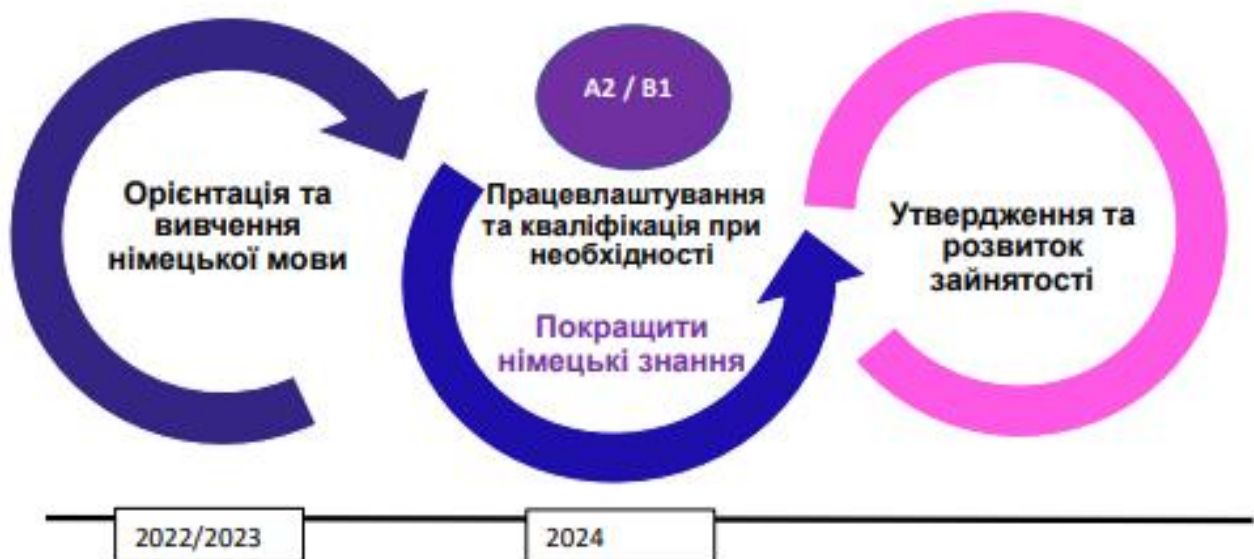 Орієнтація та
вивчення
німецької мови
A2 / B1
Працевлаштування
та кваліфікація при
необхідності
Покращити
німецькі знання
Утвердження та
розвиток
зайнятості
2022/2023
2024